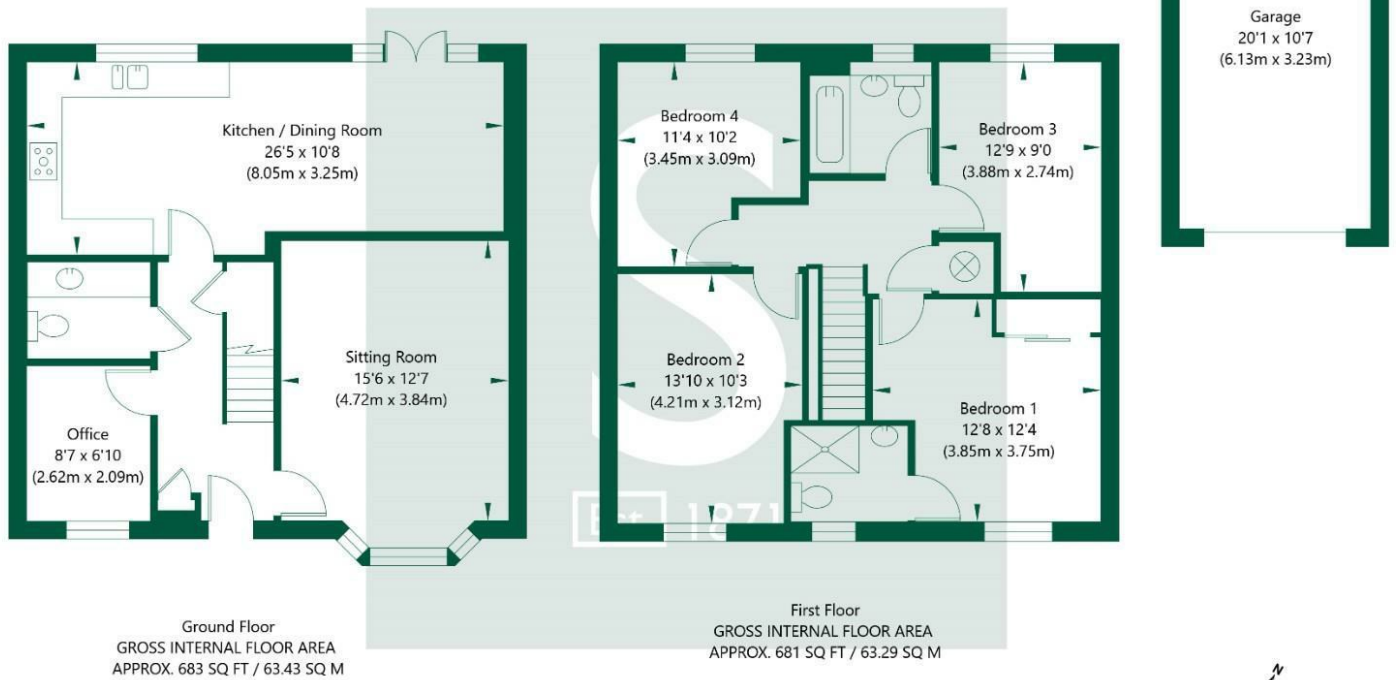 Garage
20'1 x 10'7
(6.13m x 3.23m)
Kitchen / Dining Room
26'5 x 10'8
(8.05m x 3.25m)
Bedroom 4
11'4 x 10'2
(3.45m x 3.09m)
Bedroom 3
12'9 x 9'0
(3.88m x 2.74m)
Sitting Room
15'6 x 12'7
(4.72m x 3.84m)
Office
8'7 x 6'10
(2.62m x 2.09m)
Bedroom 2
13'10 x 10'3
(4.21m x 3.12m)
Bedroom 1
12'8 x 12'4
(3.85m x 3.75m)
S
Est 1871
Ground Floor
GROSS INTERNAL FLOOR AREA
APPROX. 683 SQ FT / 63.43 SQ M
First Floor
GROSS INTERNAL FLOOR AREA
APPROX. 681 SQ FT / 63.29 SQ M
N